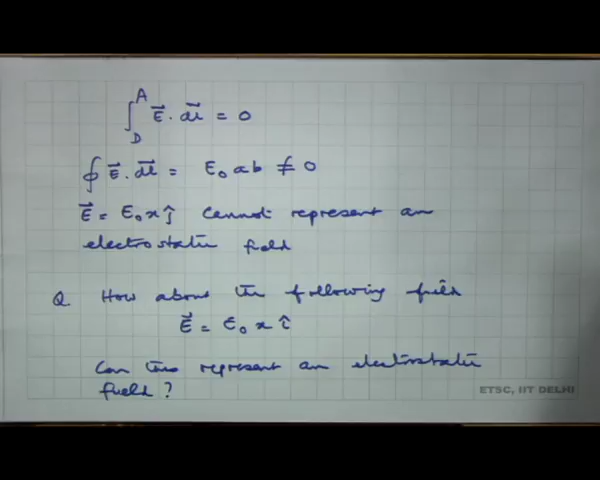 ∫_D^A E⃗ · dl⃗ = 0
∮ E⃗ · dl⃗ = E₀ ab ≠ 0
E⃗ = E₀ x ĵ cannot represent an
electrostatic field
Q. How about the following field
E⃗ = E₀ x î
Can this represent an electrostatic
field?
ETSC, IIT DELHI